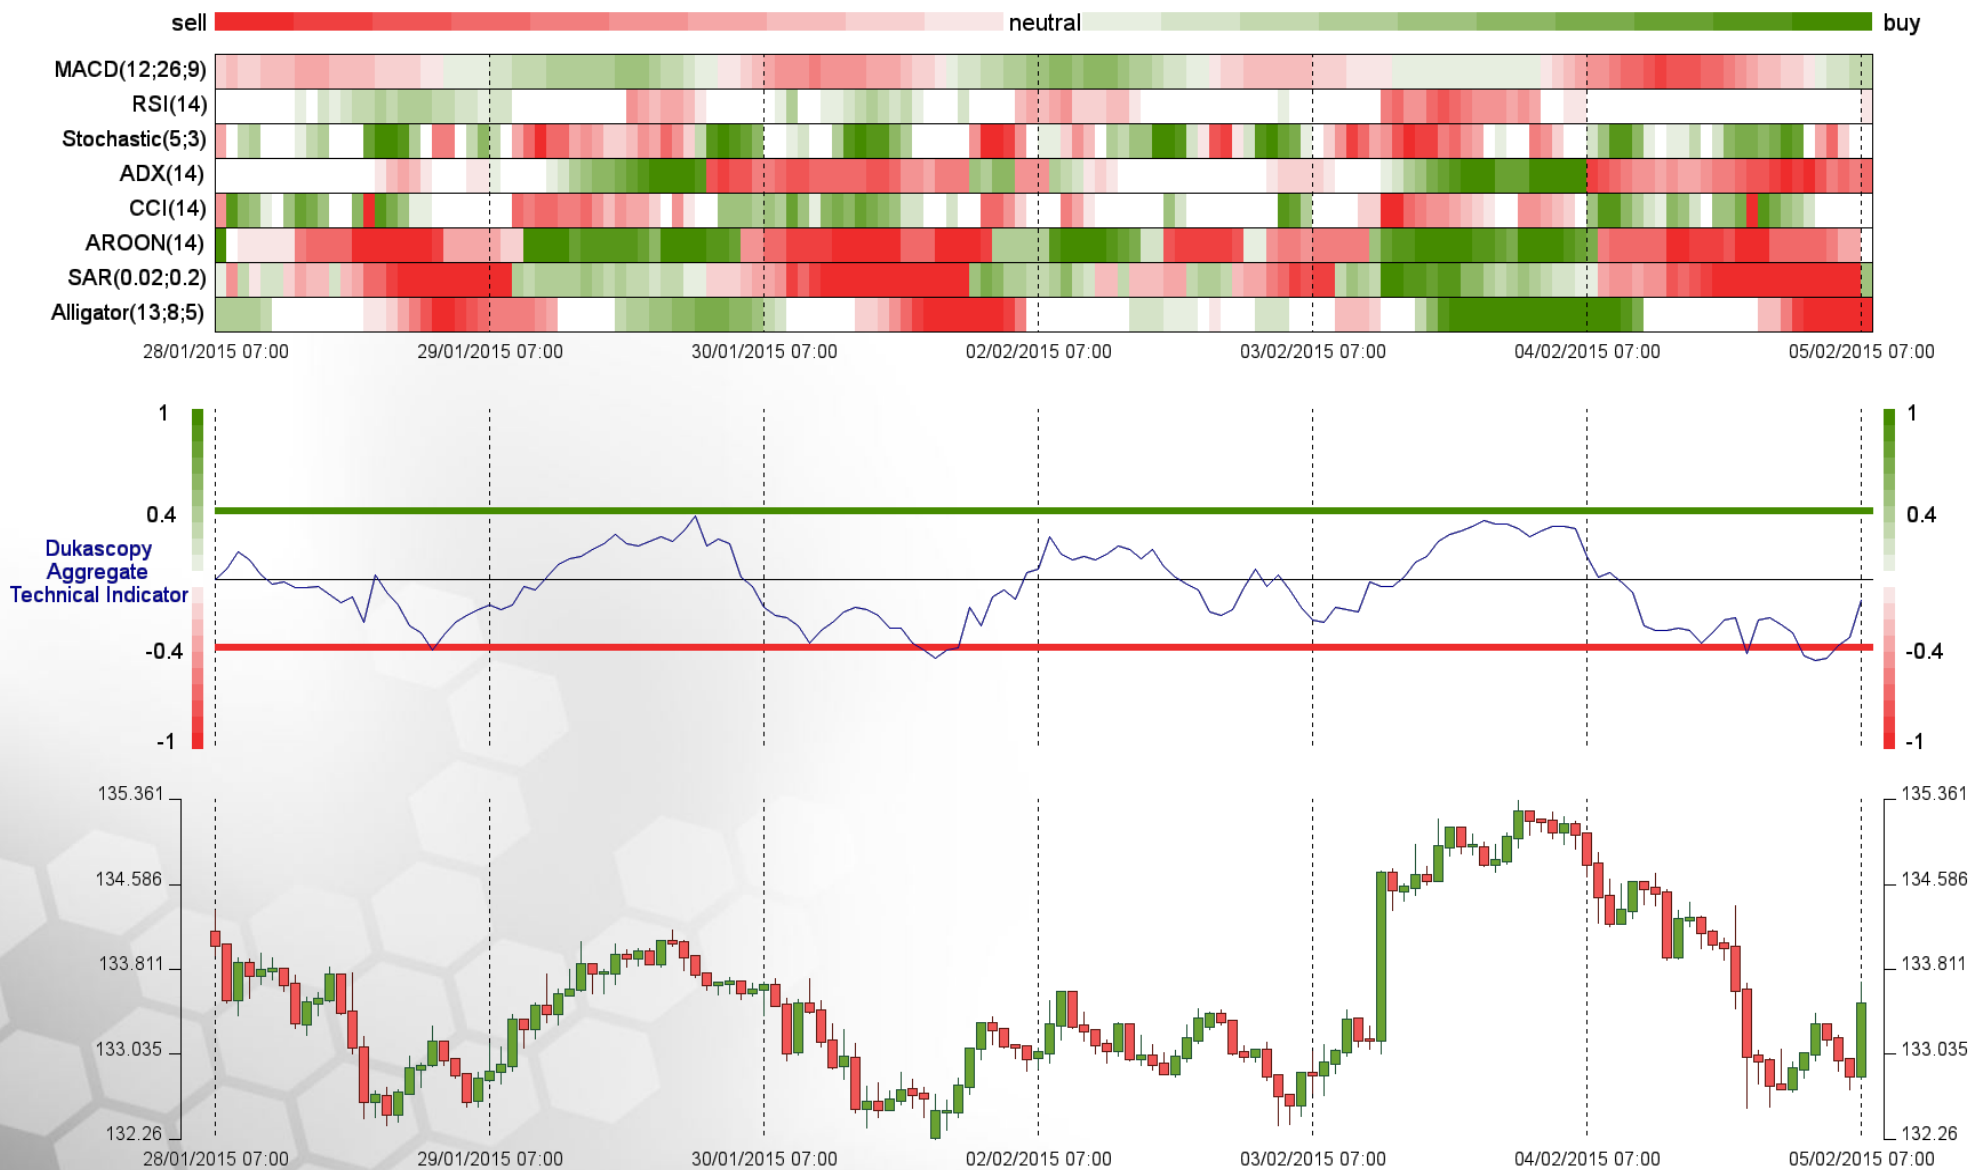 sell neutral buy
MACD(12;26;9)
RSI(14)
Stochastic(5;3)
ADX(14)
CCI(14)
AROON(14)
SAR(0.02;0.2)
Alligator(13;8;5)
28/01/2015 07:00 29/01/2015 07:00 30/01/2015 07:00 02/02/2015 07:00 03/02/2015 07:00 04/02/2015 07:00 05/02/2015 07:00
1 1
0.4 0.4
Dukascopy
Aggregate
Technical Indicator
-0.4 -0.4
-1 -1
135.361 135.361
134.586 134.586
133.811 133.811
133.035 133.035
132.26 132.26
28/01/2015 07:00 29/01/2015 07:00 30/01/2015 07:00 02/02/2015 07:00 03/02/2015 07:00 04/02/2015 07:00 05/02/2015 07:00